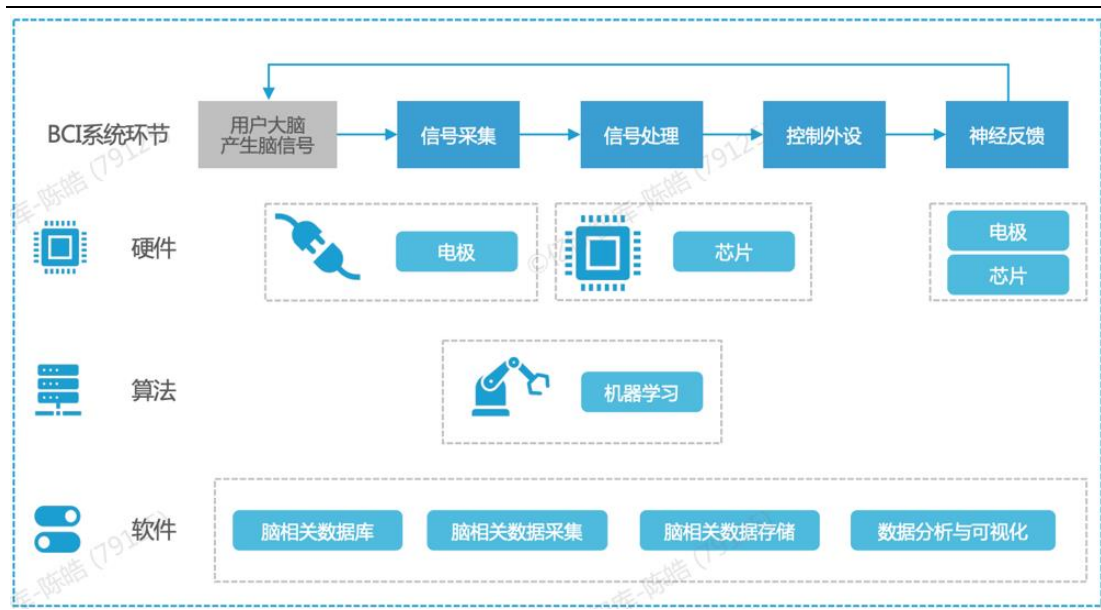 BCI系统环节
用户大脑
产生脑信号
信号采集
信号处理
控制外设
神经反馈
硬件
电极
芯片
电极
芯片
算法
机器学习
软件
脑相关数据库
脑相关数据采集
脑相关数据存储
数据分析与可视化